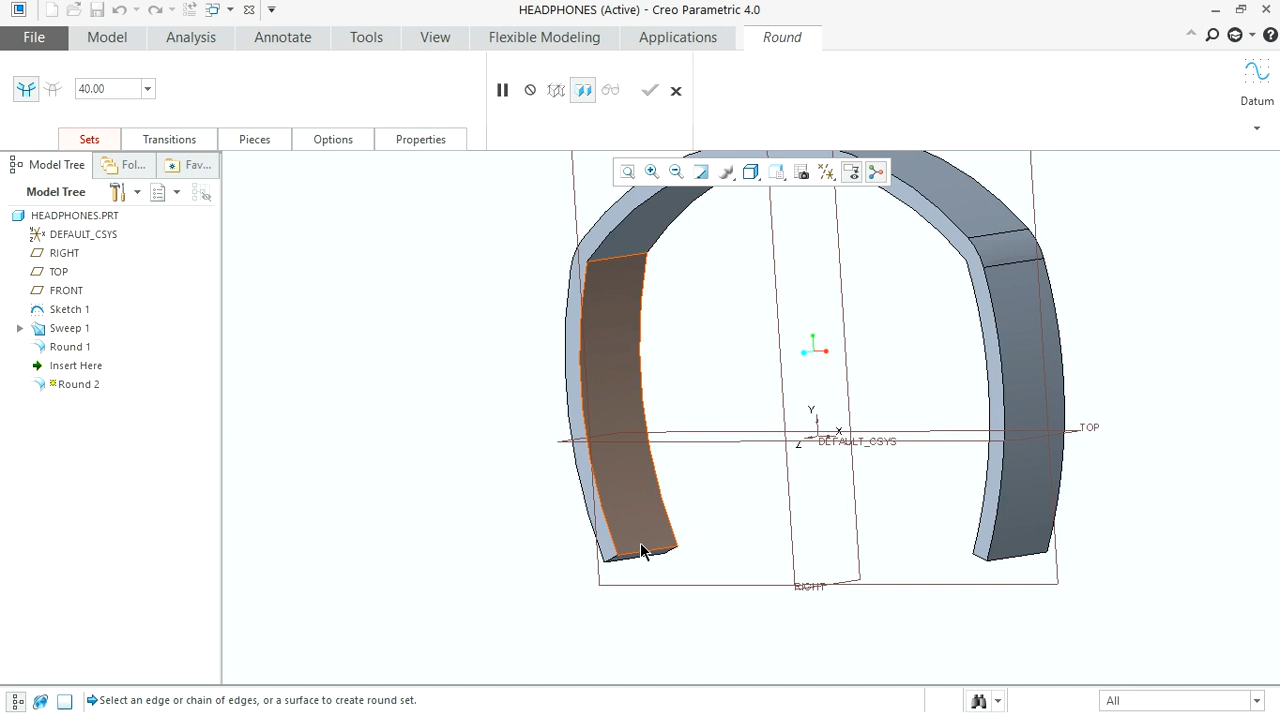 HEADPHONES (Active) - Creo Parametric 4.0
File Model Analysis Annotate Tools View Flexible Modeling Applications Round
40.00
Datum
Sets Transitions Pieces Options Properties
Model Tree Fol... Fav...
Model Tree
HEADPHONES.PRT
DEFAULT_CSYS
RIGHT
TOP
FRONT
Sketch 1
Sweep 1
Round 1
Insert Here
Round 2
Y
X
Z
DEFAULT_CSYS
TOP
RIGHT
Select an edge or chain of edges, or a surface to create round set.
All